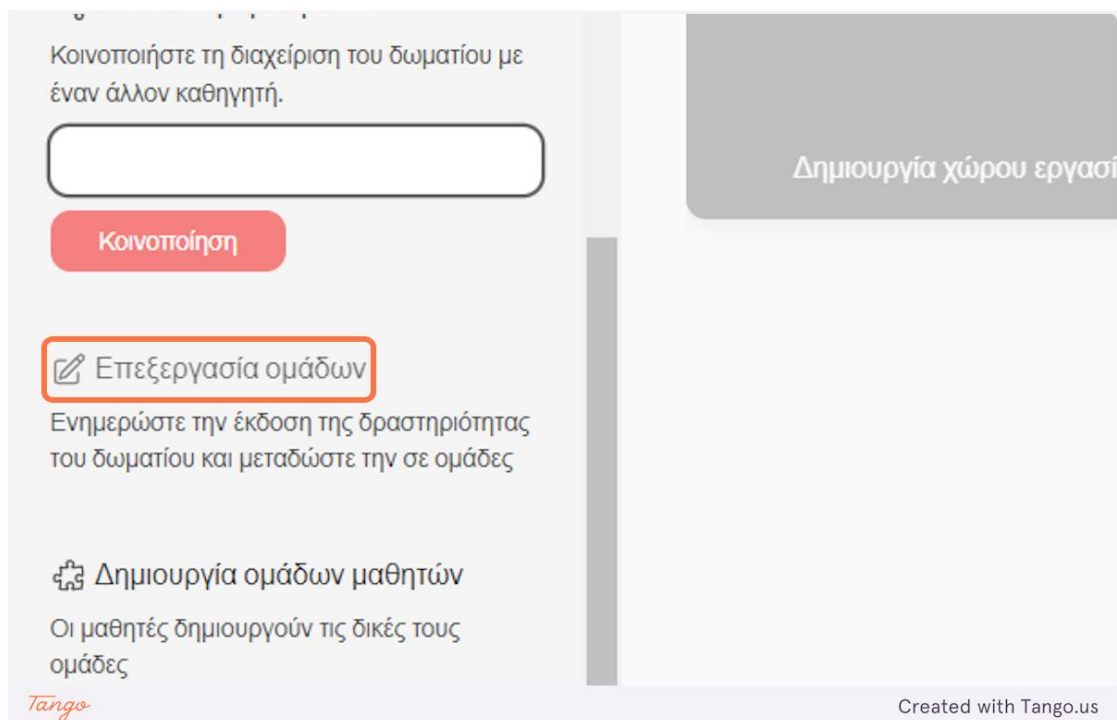 Κοινοποιήστε τη διαχείριση του δωματίου με
έναν άλλον καθηγητή.
Δημιουργία χώρου εργασί
Κοινοποίηση
Επεξεργασία ομάδων
Ενημερώστε την έκδοση της δραστηριότητας
του δωματίου και μεταδώστε την σε ομάδες
Δημιουργία ομάδων μαθητών
Οι μαθητές δημιουργούν τις δικές τους
ομάδες
Tango
Created with Tango.us